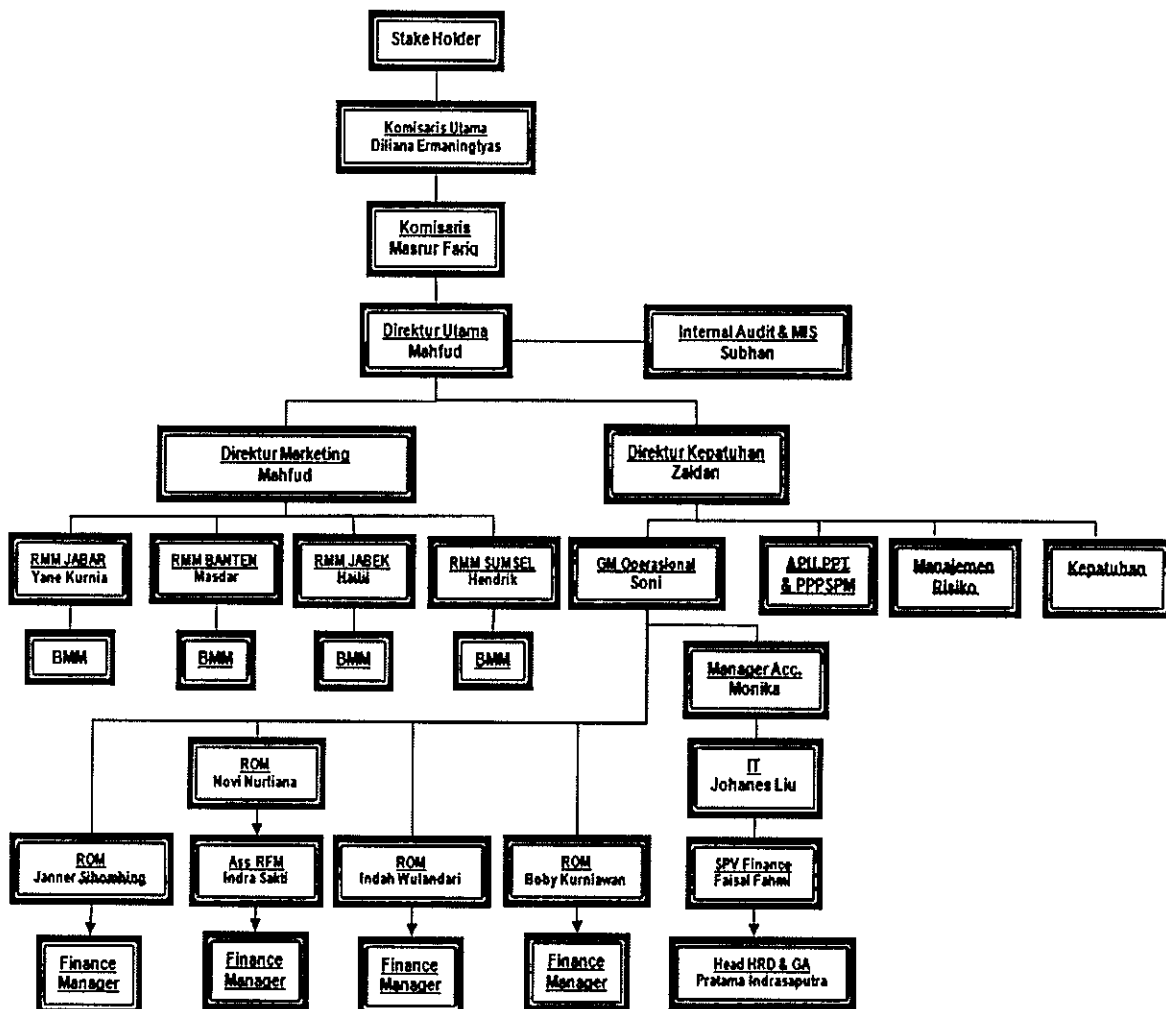 Stake Holder
Komisaris Utama
Diliana Ermaningtyas
Komisaris
Masrur Fariq
Direktur Utama
Mahfud
Internal Audit & MIS
Subhan
Direktur Marketing
Mahfud
Direktur Kepatuhan
Zaidan
RMM JABAR
Yane Kurnia
RMM BANTEN
Masdar
RMM JABEK
RMM SUMSEL
Hendrik
GM Operasional
Soni
APU, PPT
& PPPSPM
Manajemen
Risiko
Kepatuhan
BMM
BMM
BMM
BMM
Manager Acc.
Monika
ROM
Novi Nurliana
IT
Johanes Liu
ROM
Janner Sihombing
Ass RFM
Indra Sakti
ROM
Indah Wulandari
ROM
Boby Kurniawan
SPV Finance
Faisal Fahmi
Finance
Manager
Finance
Manager
Finance
Manager
Finance
Manager
Head HRD & GA
Pratama Indrasaputra